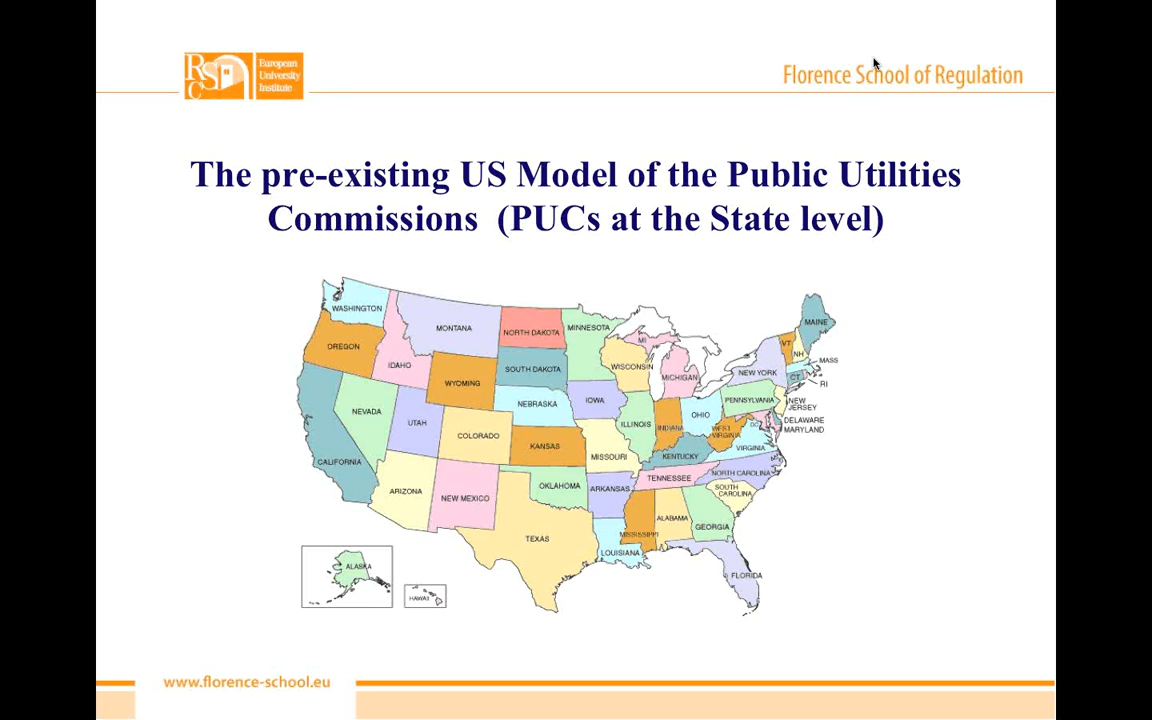 RSC
European
University
Institute
Florence School of Regulation
The pre-existing US Model of the Public Utilities
Commissions (PUCs at the State level)
WASHINGTON
MONTANA
NORTH DAKOTA
MINNESOTA
MAINE
OREGON
IDAHO
WYOMING
SOUTH DAKOTA
WISCONSIN
MI
MICHIGAN
VT
NH
MASS
NEW YORK
CT
RI
NEVADA
UTAH
COLORADO
NEBRASKA
IOWA
ILLINOIS
INDIANA
OHIO
PENNSYLVANIA
NEW
JERSEY
DELAWARE
MARYLAND
DC
WEST
VIRGINIA
VIRGINIA
CALIFORNIA
KANSAS
MISSOURI
KENTUCKY
NORTH CAROLINA
TENNESSEE
SOUTH
CAROLINA
ARIZONA
NEW MEXICO
OKLAHOMA
ARKANSAS
TEXAS
LOUISIANA
MISSISSIPPI
ALABAMA
GEORGIA
FLORIDA
ALASKA
HAWAII
www.florence-school.eu